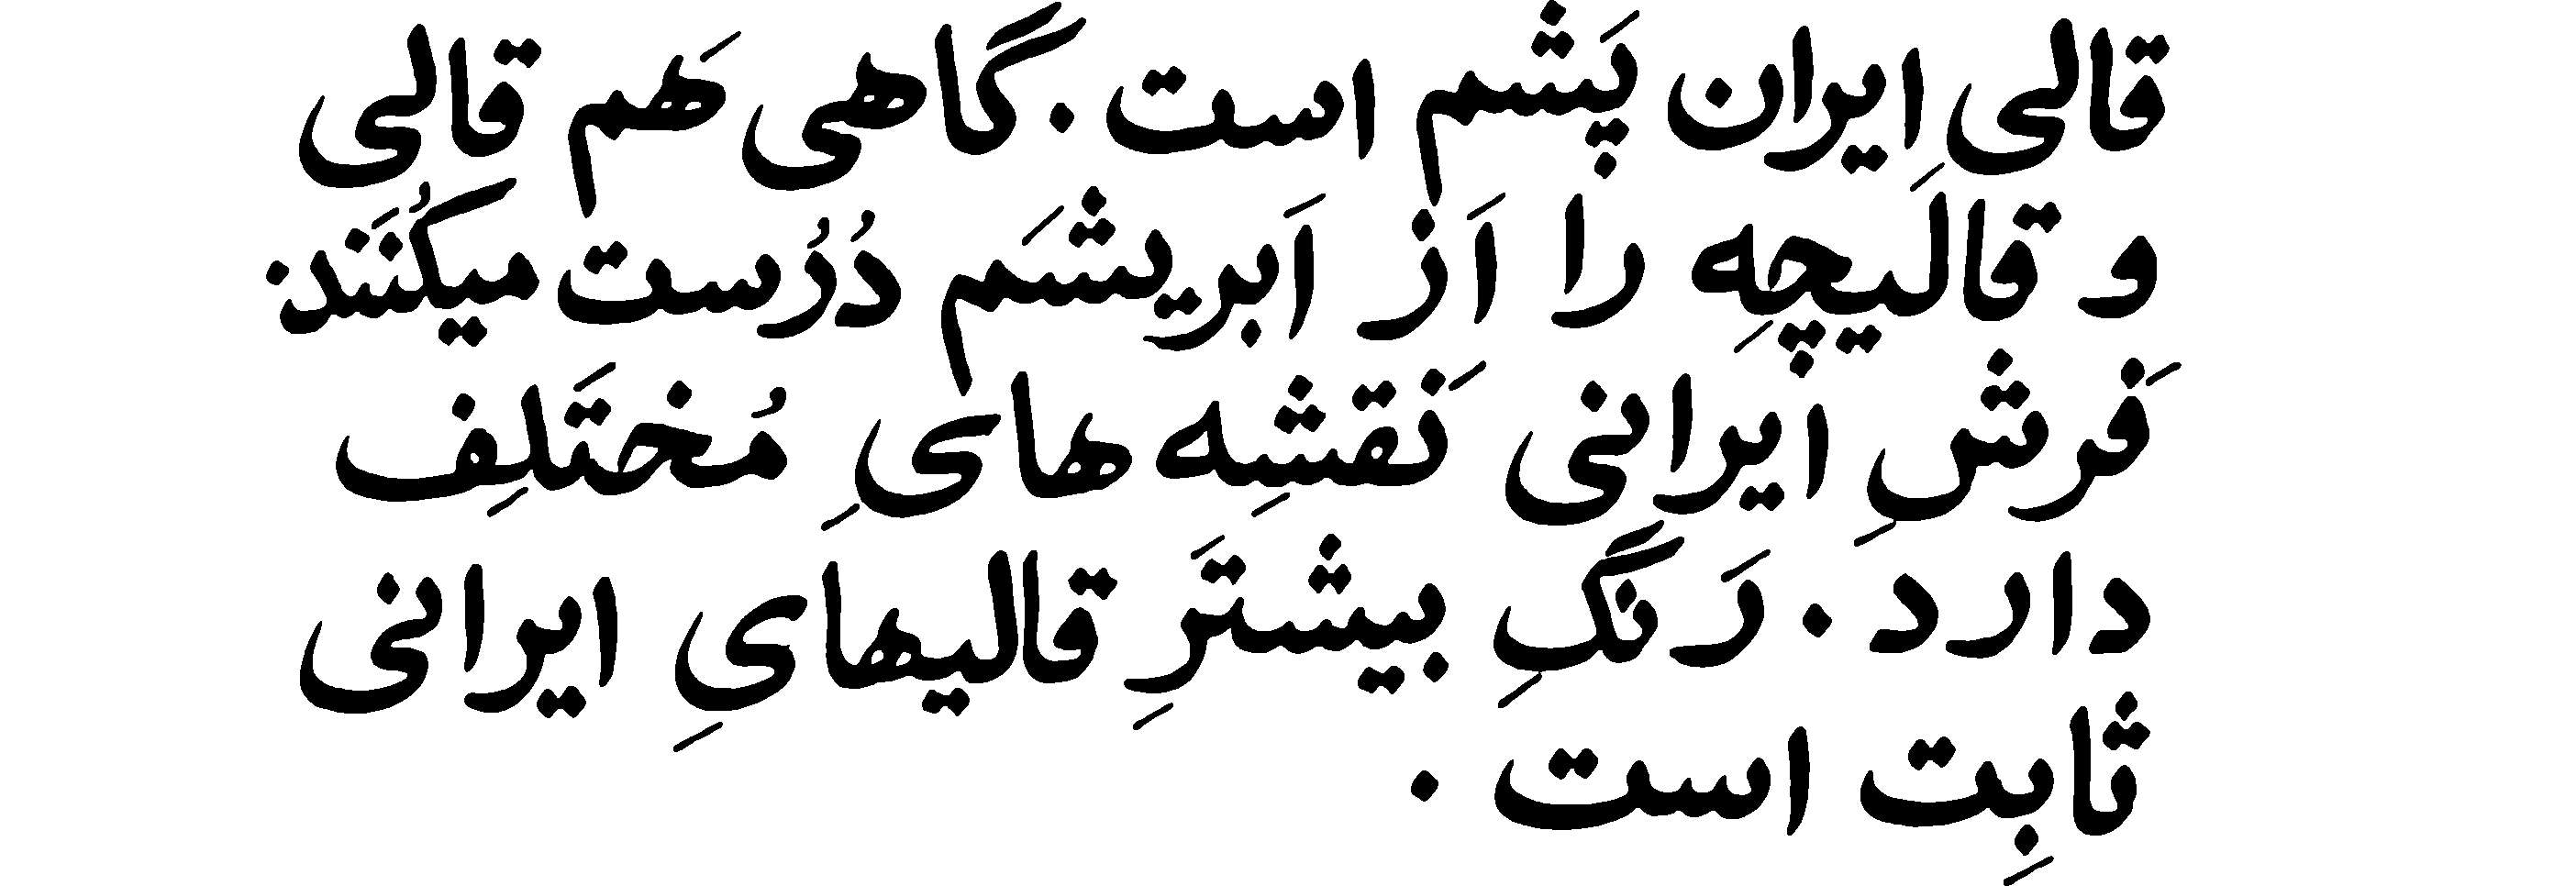 قالی ایران پَشم است. گاهی هَم قالی
و قالَیچهِ را اَز اَبریشَم دُرُست میکُنَند.
فَرشِ ایرانی نَقشِه هایِ مُختَلِف
دارد. رَنگِ بیشتَرِ قالیهایِ ایرانی
ثابِت است.